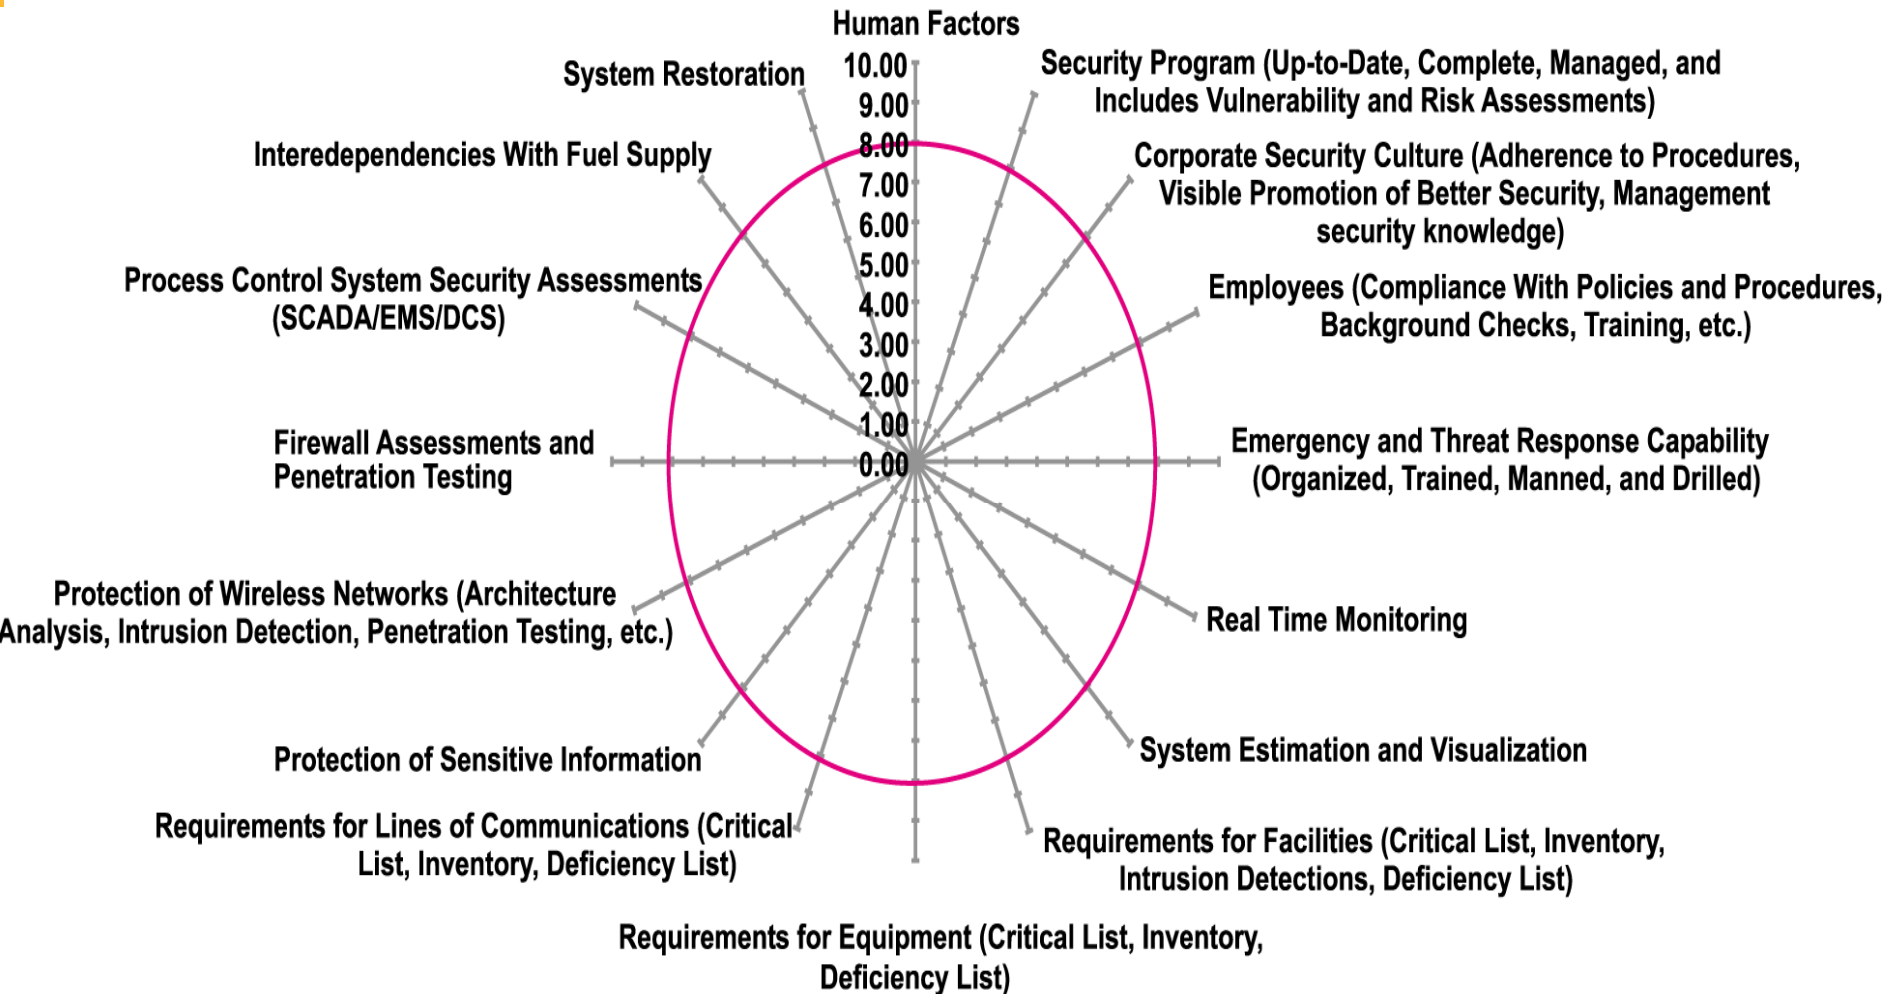 Human Factors
10.00
9.00
8.00
7.00
6.00
5.00
4.00
3.00
2.00
1.00
0.00
Security Program (Up-to-Date, Complete, Managed, and
Includes Vulnerability and Risk Assessments)
Corporate Security Culture (Adherence to Procedures,
Visible Promotion of Better Security, Management
security knowledge)
Employees (Compliance With Policies and Procedures,
Background Checks, Training, etc.)
Emergency and Threat Response Capability
(Organized, Trained, Manned, and Drilled)
Real Time Monitoring
System Estimation and Visualization
Requirements for Facilities (Critical List, Inventory,
Intrusion Detections, Deficiency List)
Requirements for Equipment (Critical List, Inventory,
Deficiency List)
Requirements for Lines of Communications (Critical
List, Inventory, Deficiency List)
Protection of Sensitive Information
Protection of Wireless Networks (Architecture
Analysis, Intrusion Detection, Penetration Testing, etc.)
Firewall Assessments and
Penetration Testing
Process Control System Security Assessments
(SCADA/EMS/DCS)
Interedependencies With Fuel Supply
System Restoration